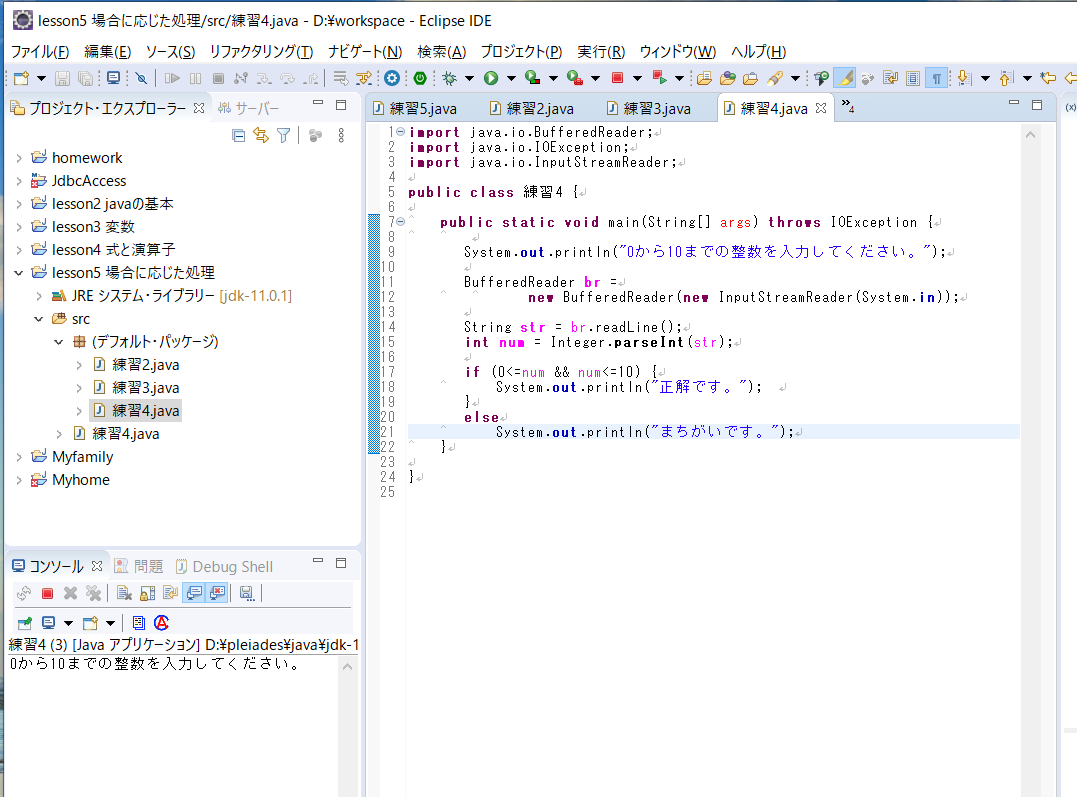 lesson5 場合に応じた処理/src/練習4.java - D:¥workspace - Eclipse IDE
ファイル(F) 編集(E) ソース(S) リファクタリング(T) ナビゲート(N) 検索(A) プロジェクト(P) 実行(R) ウィンドウ(W) ヘルプ(H)
プロジェクト・エクスプローラー サーバー
homework
JdbcAccess
lesson2 javaの基本
lesson3 変数
lesson4 式と演算子
lesson5 場合に応じた処理
JRE システム・ライブラリー [jdk-11.0.1]
src
(デフォルト・パッケージ)
練習2.java
練習3.java
練習4.java
練習4.java
Myfamily
Myhome
練習5.java 練習2.java 練習3.java 練習4.java »4
1 import java.io.BufferedReader;
2 import java.io.IOException;
3 import java.io.InputStreamReader;
4
5 public class 練習4 {
6
7 public static void main(String[] args) throws IOException {
8
9 System.out.println("0から10までの整数を入力してください。");
10
11 BufferedReader br =
12 new BufferedReader(new InputStreamReader(System.in));
13
14 String str = br.readLine();
15 int num = Integer.parseInt(str);
16
17 if (0<=num && num<=10) {
18 System.out.println("正解です。");
19 }
20 else
21 System.out.println("まちがいです。");
22 }
23
24 }
25
(x)
コンソール 問題 Debug Shell
練習4 (3) [Java アプリケーション] D:¥pleiades¥java¥jdk-1
0から10までの整数を入力してください。